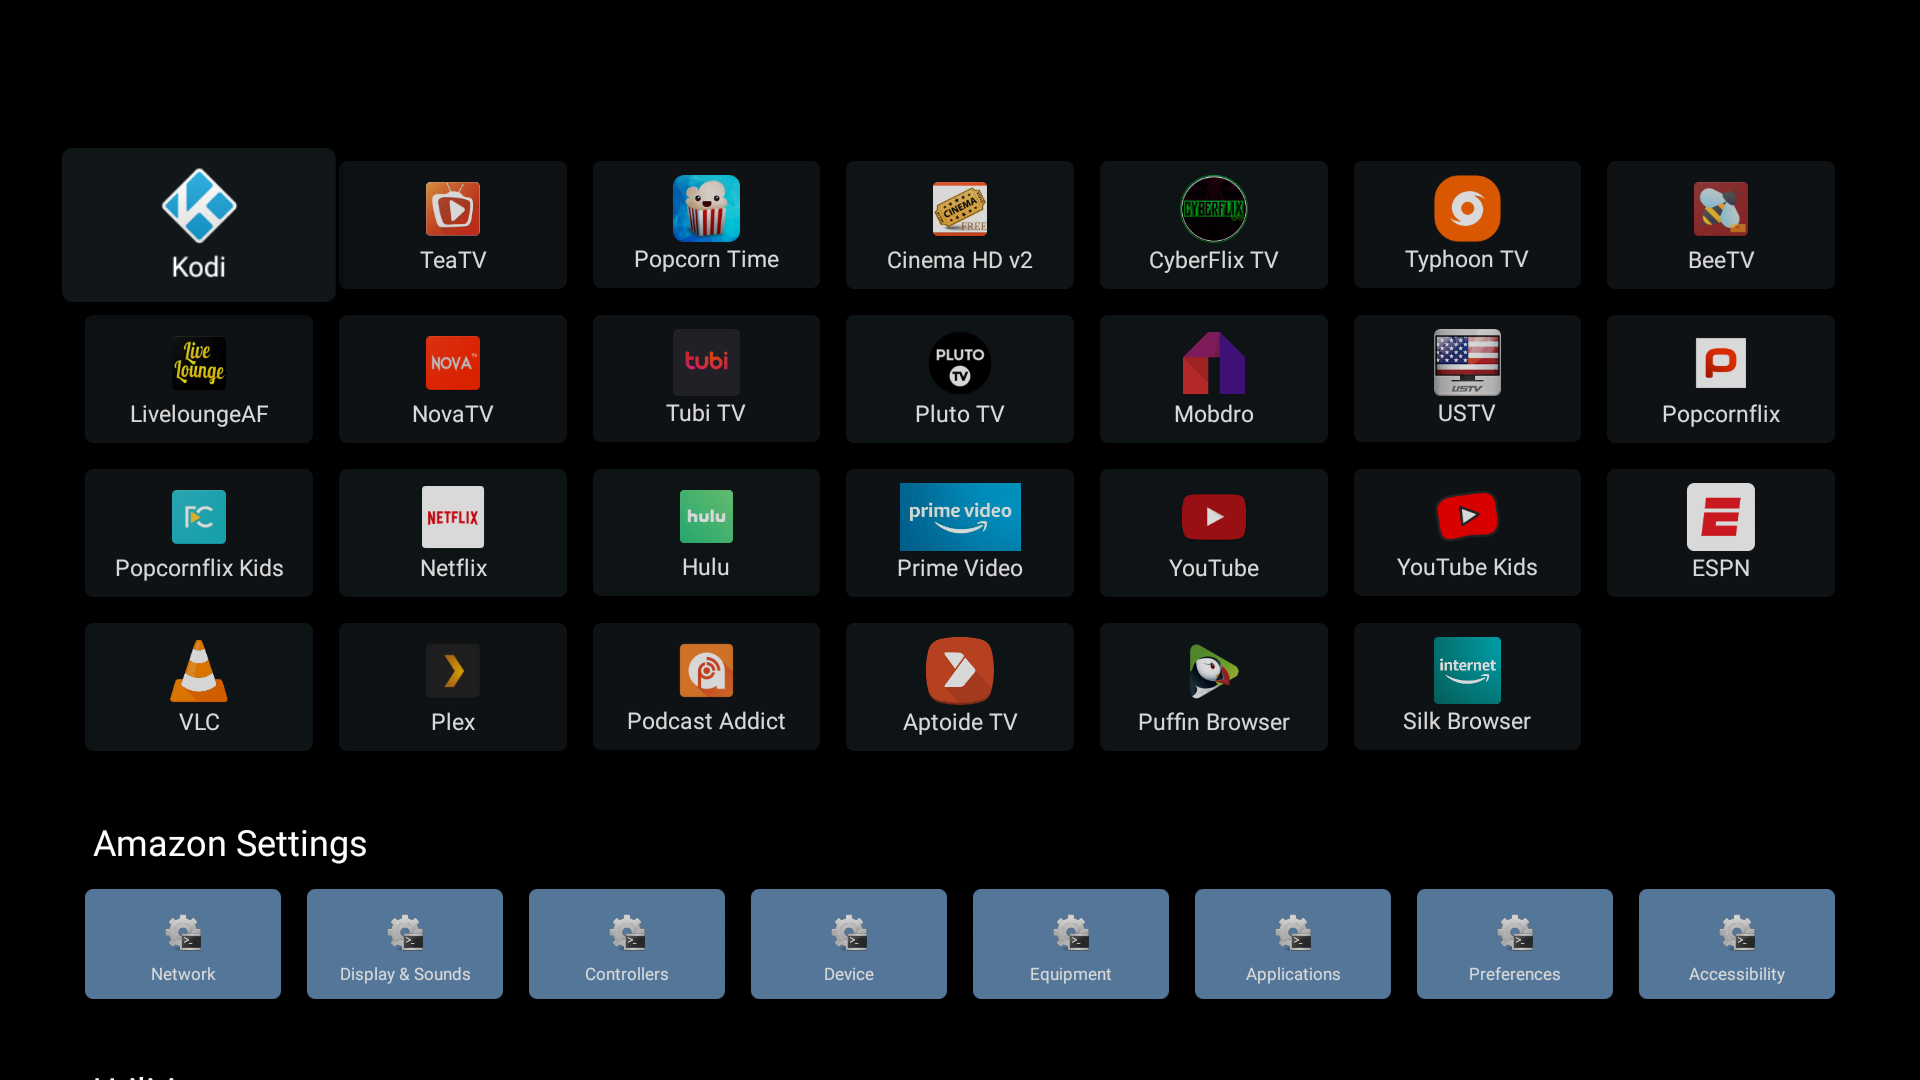 Kodi
TeaTV
Popcorn Time
CINEMA
FREE
Cinema HD v2
CYBERFLIX
CyberFlix TV
Typhoon TV
BeeTV
Live
Lounge
LiveloungeAF
NOVA
NovaTV
tubi
Tubi TV
PLUTO
TV
Pluto TV
Mobdro
USTV
USTV
Popcornflix
FC
Popcornflix Kids
NETFLIX
Netflix
hulu
Hulu
prime video
Prime Video
YouTube
YouTube Kids
ESPN
VLC
Plex
Podcast Addict
Aptoide TV
Puffin Browser
internet
Silk Browser
Amazon Settings
Network
Display & Sounds
Controllers
Device
Equipment
Applications
Preferences
Accessibility